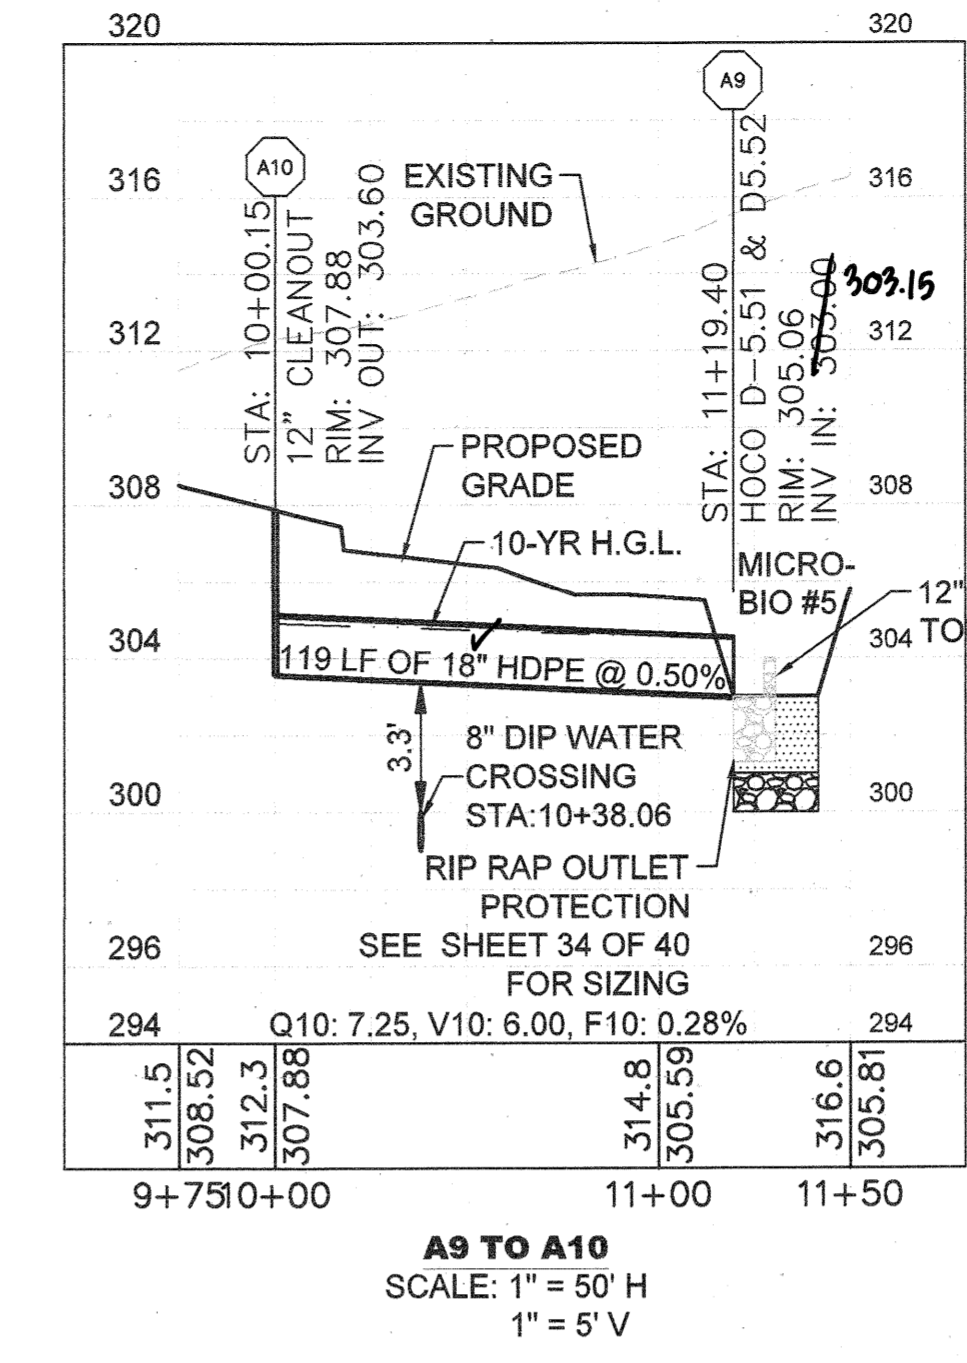 320
320
A9
A10
316
316
EXISTING
GROUND
STA: 10+00.15
12" CLEANOUT
RIM: 307.88
INV OUT: 303.60
STA: 11+19.40
HOCO D-5.51 & D5.52
RIM: 305.06
INV IN: 303.00
303.15
312
312
PROPOSED
GRADE
308
308
10-YR H.G.L.
MICRO-
BIO #5
12"
TO
304
304
119 LF OF 18" HDPE @ 0.50%
3.3'
8" DIP WATER
CROSSING
STA:10+38.06
300
300
RIP RAP OUTLET
PROTECTION
SEE SHEET 34 OF 40
FOR SIZING
296
296
294
Q10: 7.25, V10: 6.00, F10: 0.28%
294
311.5
308.52
312.3
307.88
314.8
305.59
316.6
305.81
9+75 10+00 11+00 11+50
A9 TO A10
SCALE: 1" = 50' H
1" = 5' V